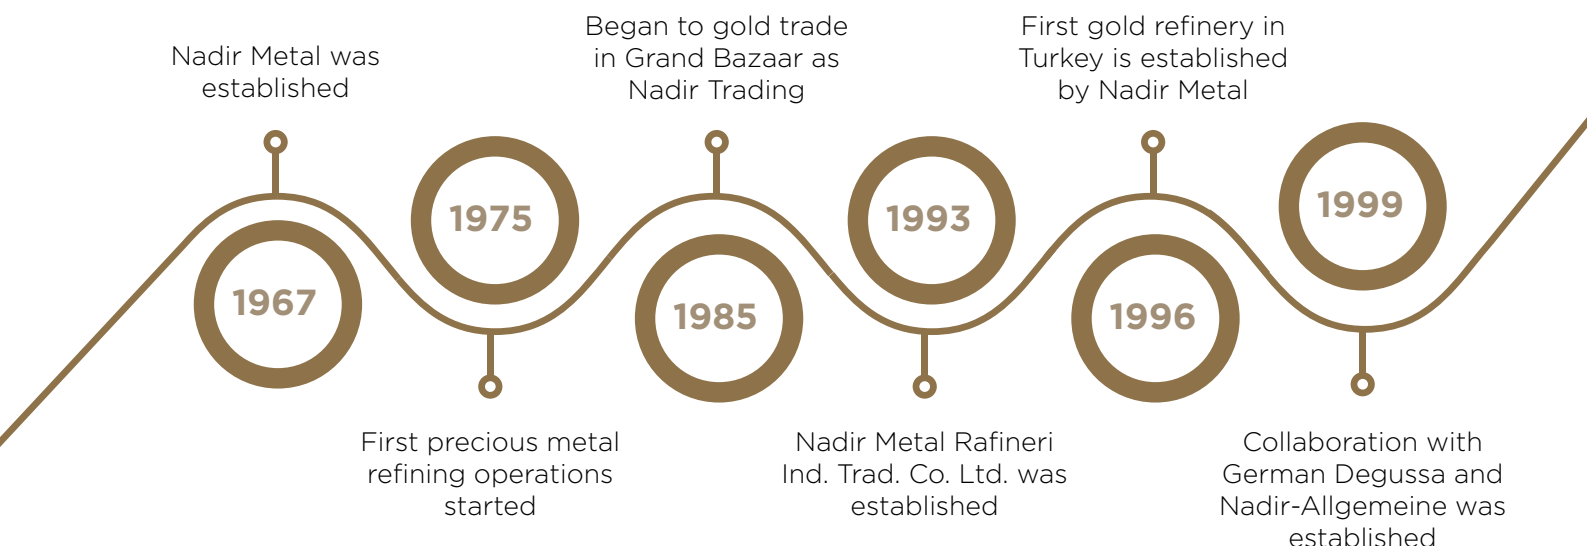 Nadir Metal was
established
1967
1975
First precious metal
refining operations
started
Began to gold trade
in Grand Bazaar as
Nadir Trading
1985
1993
Nadir Metal Rafineri
Ind. Trad. Co. Ltd. was
established
First gold refinery in
Turkey is established
by Nadir Metal
1996
1999
Collaboration with
German Degussa and
Nadir-Allgemeine was
established